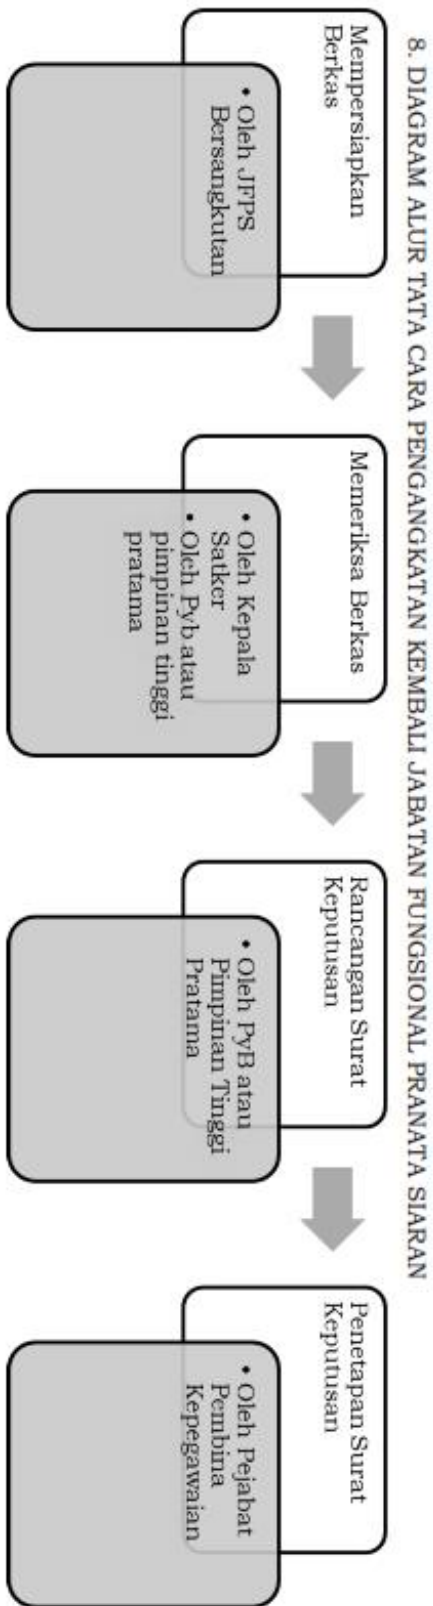 8. DIAGRAM ALUR TATA CARA PENGANGKATAN KEMBALI JABATAN FUNGSIONAL PRANATA SIARAN
Mempersiapkan
Berkas
• Oleh JFPS
Bersangkutan
Memeriksa Berkas
• Oleh Kepala
Satker
• Oleh Pyb atau
pimpinan tinggi
pratama
Rancangan Surat
Keputusan
• Oleh PyB atau
Pimpinan Tinggi
Pratama
Penetapan Surat
Keputusan
• Oleh Pejabat
Pembina
Kepegawaian